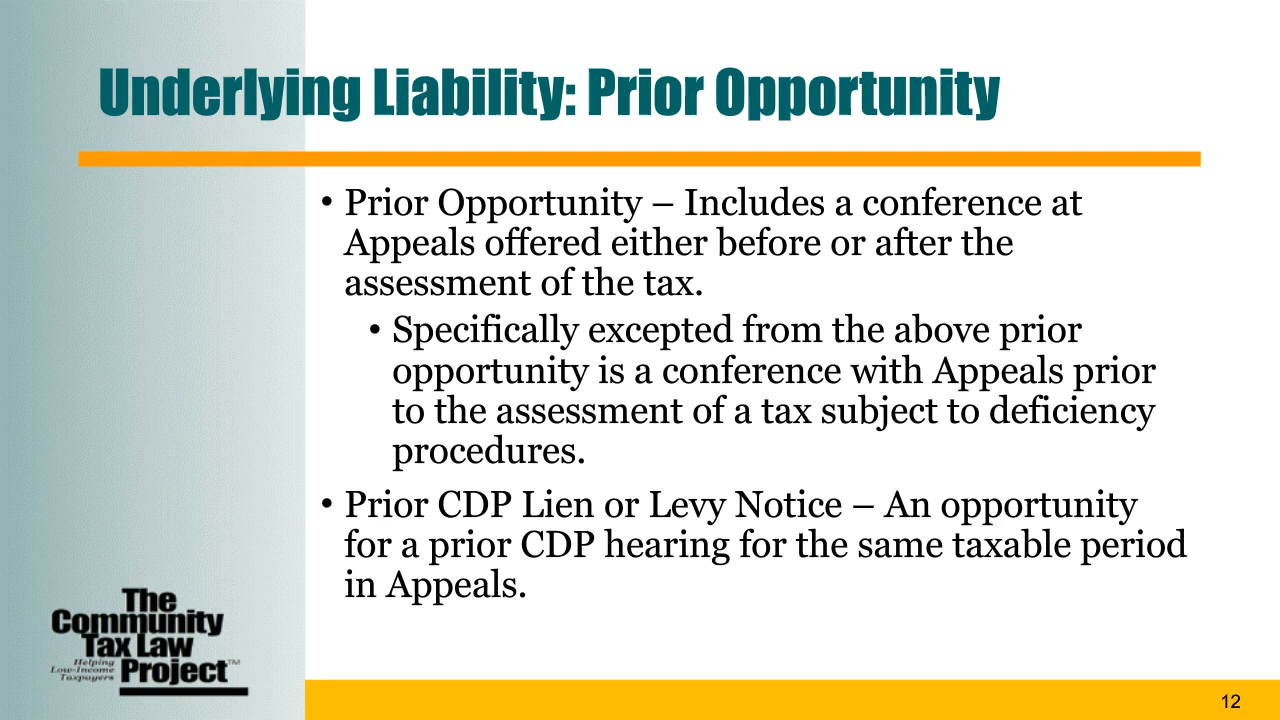 Underlying Liability: Prior Opportunity
• Prior Opportunity – Includes a conference at
Appeals offered either before or after the
assessment of the tax.
• Specifically excepted from the above prior
opportunity is a conference with Appeals prior
to the assessment of a tax subject to deficiency
procedures.
• Prior CDP Lien or Levy Notice – An opportunity
for a prior CDP hearing for the same taxable period
in Appeals.
The
Community
Tax Law
Helping
Low-Income
Taxpayers
Project™
12